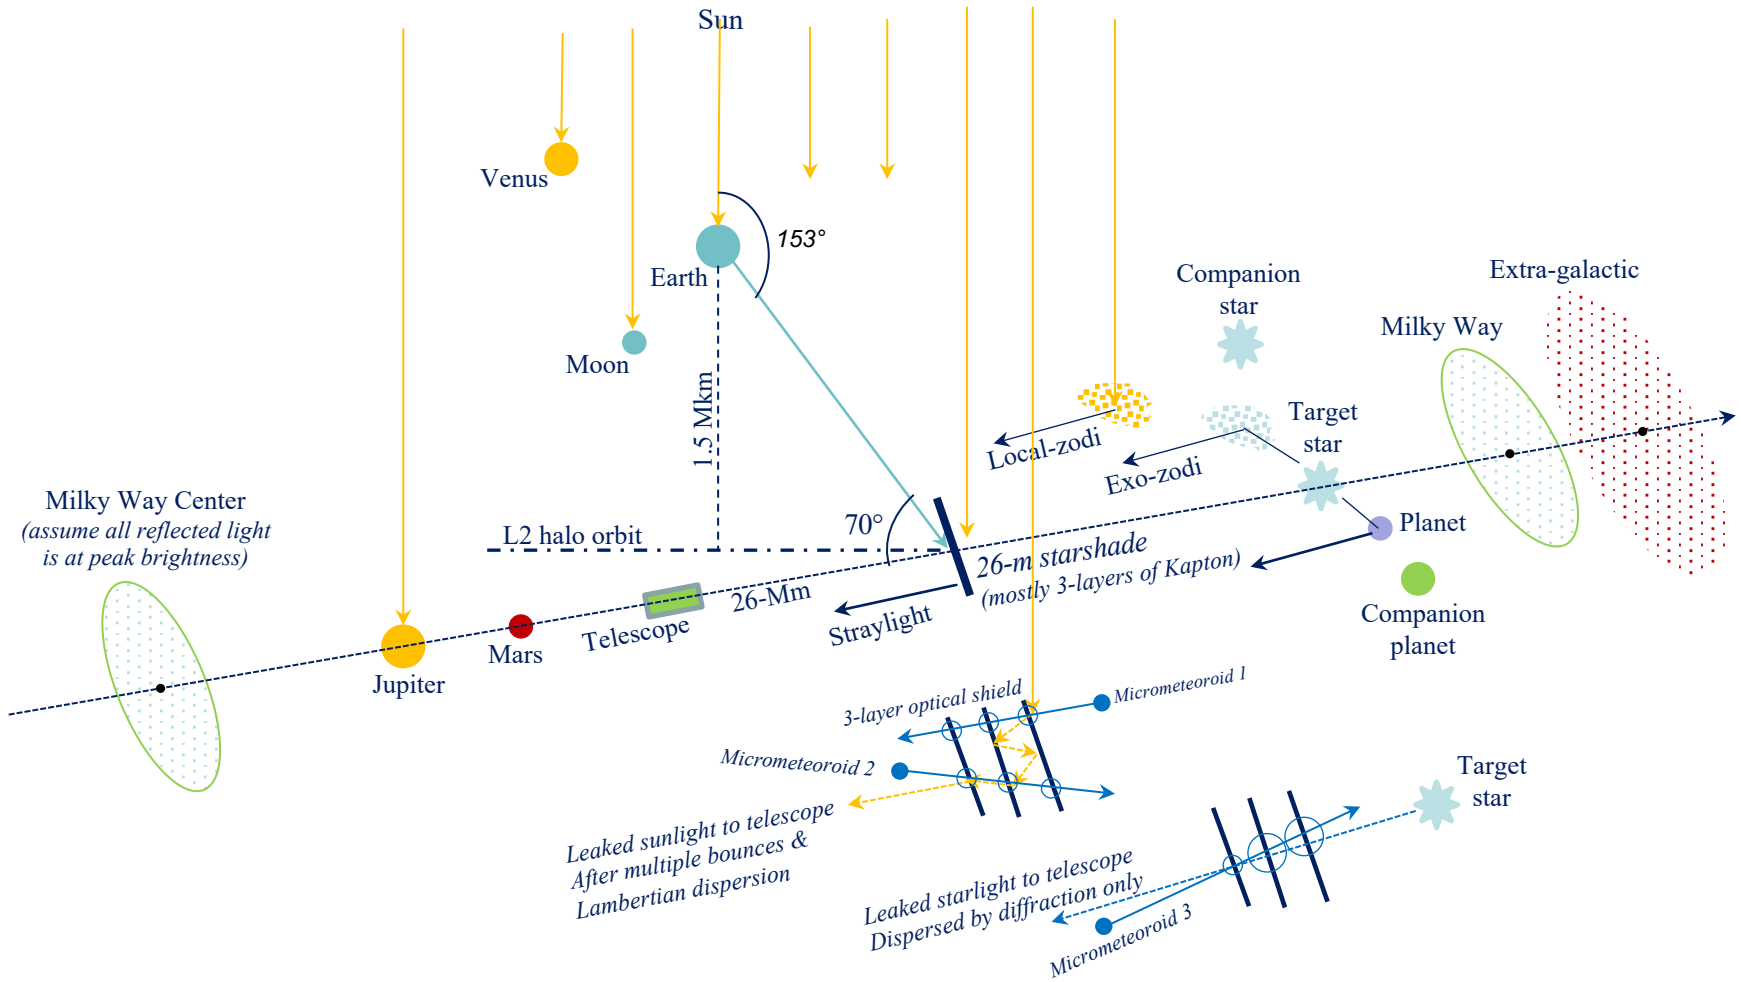 Sun
Venus
153°
Earth
Moon
1.5 Mkm
Companion
star
Extra-galactic
Milky Way
Target
star
Local-zodi
Exo-zodi
Planet
Companion
planet
Milky Way Center
(assume all reflected light
is at peak brightness)
L2 halo orbit
70°
26-m starshade
(mostly 3-layers of Kapton)
26-Mm
Straylight
Telescope
Mars
Jupiter
3-layer optical shield
Micrometeoroid 1
Micrometeoroid 2
Leaked sunlight to telescope
After multiple bounces &
Lambertian dispersion
Target
star
Leaked starlight to telescope
Dispersed by diffraction only
Micrometeoroid 3